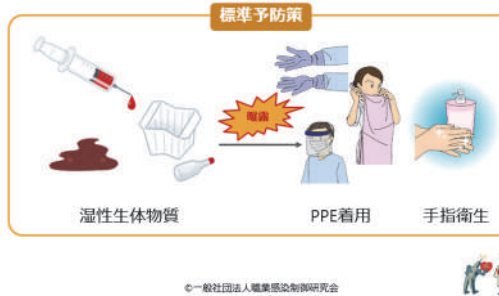 標準予防策
曝露
湿性生体物質
PPE着用
手指衛生
©一般社団法人職業感染制御研究会